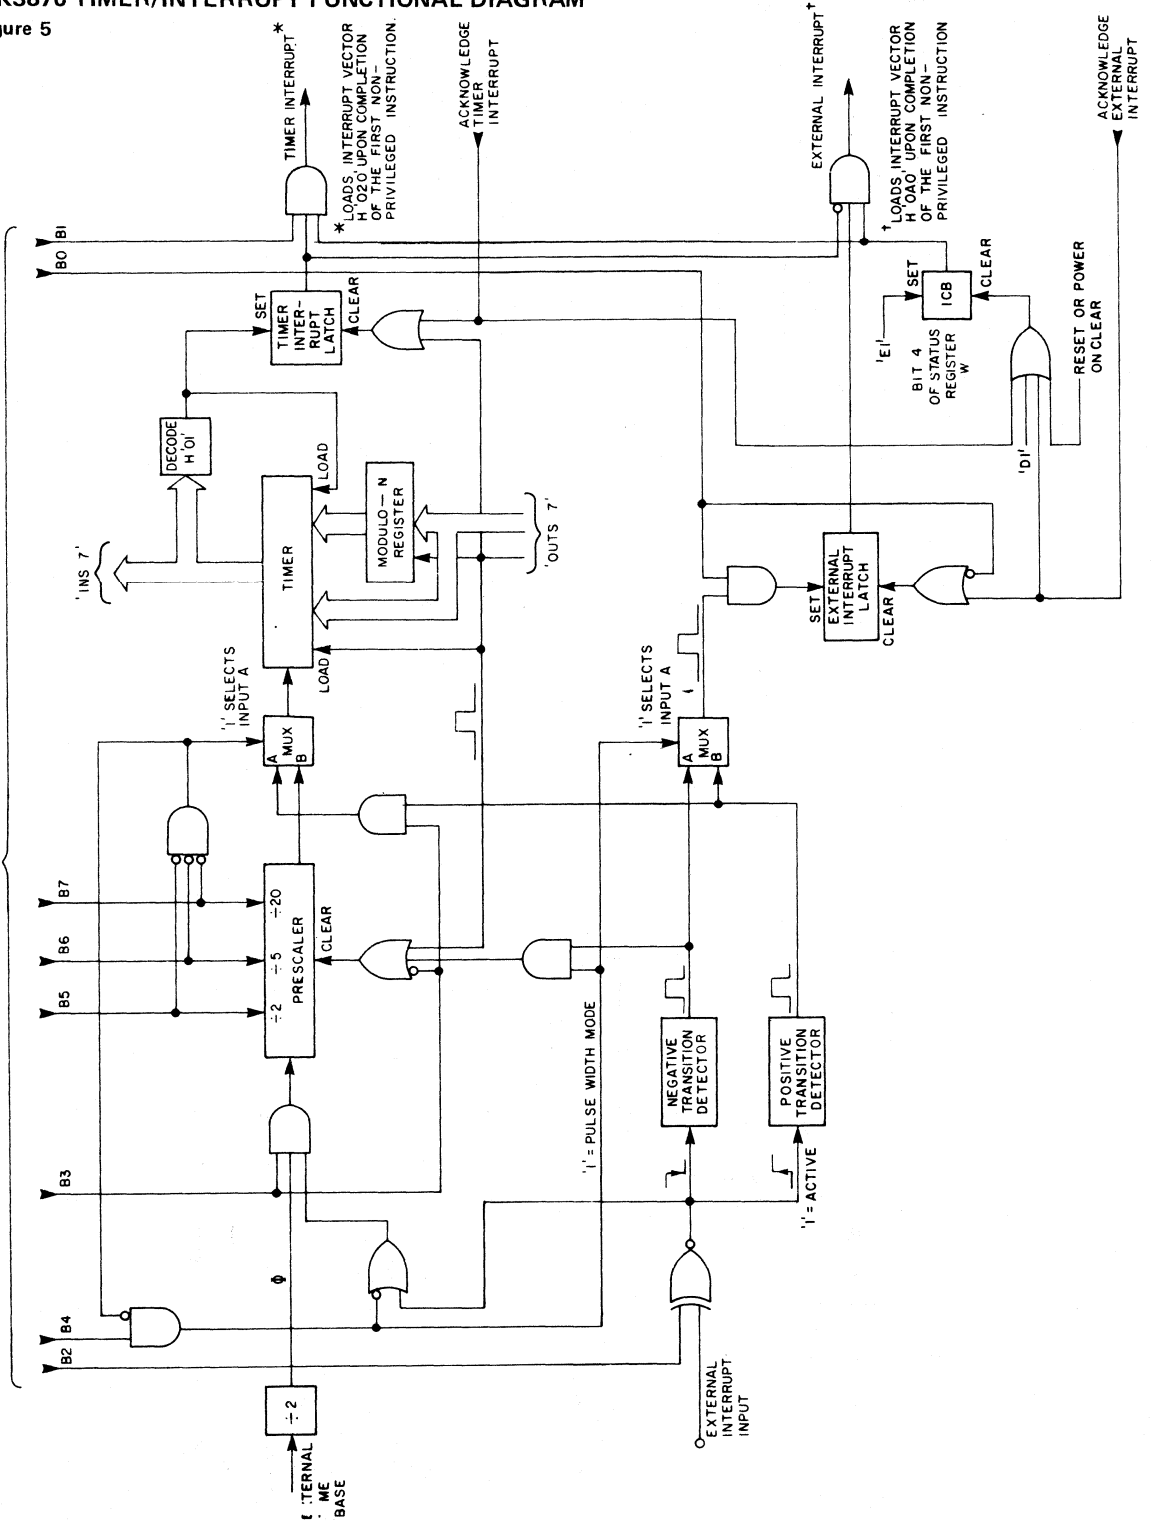 K3870 TIMER/INTERRUPT FUNCTIONAL DIAGRAM
gure 5
TIMER INTERRUPT*
*LOADS INTERRUPT VECTOR
H'020' UPON COMPLETION
OF THE FIRST NON-
PRIVILEGED INSTRUCTION.
ACKNOWLEDGE
TIMER
INTERRUPT
EXTERNAL INTERRUPT†
†LOADS INTERRUPT VECTOR
H'0A0' UPON COMPLETION
OF THE FIRST NON-
PRIVILEGED INSTRUCTION
ACKNOWLEDGE
EXTERNAL
INTERRUPT
B1
B0
SET
TIMER
INTER-
RUPT
LATCH
CLEAR
'EI'
SET
ICB
CLEAR
BIT 4
OF STATUS
REGISTER
W
RESET OR POWER
ON CLEAR
'DI'
DECODE
H'01'
'INS 7'
LOAD
TIMER
LOAD
MODULO-N
REGISTER
'OUTS 7'
SET
EXTERNAL
INTERRUPT
LATCH
CLEAR
'1' SELECTS
INPUT A
A
MUX
B
'1' SELECTS
INPUT A
A
MUX
B
B7
B6
B5
÷20
÷5
÷2
PRESCALER
CLEAR
'1' = PULSE WIDTH MODE
NEGATIVE
TRANSITION
DETECTOR
POSITIVE
TRANSITION
DETECTOR
'1' = ACTIVE
B3
Φ
B4
B2
÷2
E TERNAL
ME
BASE
EXTERNAL
INTERRUPT
INPUT